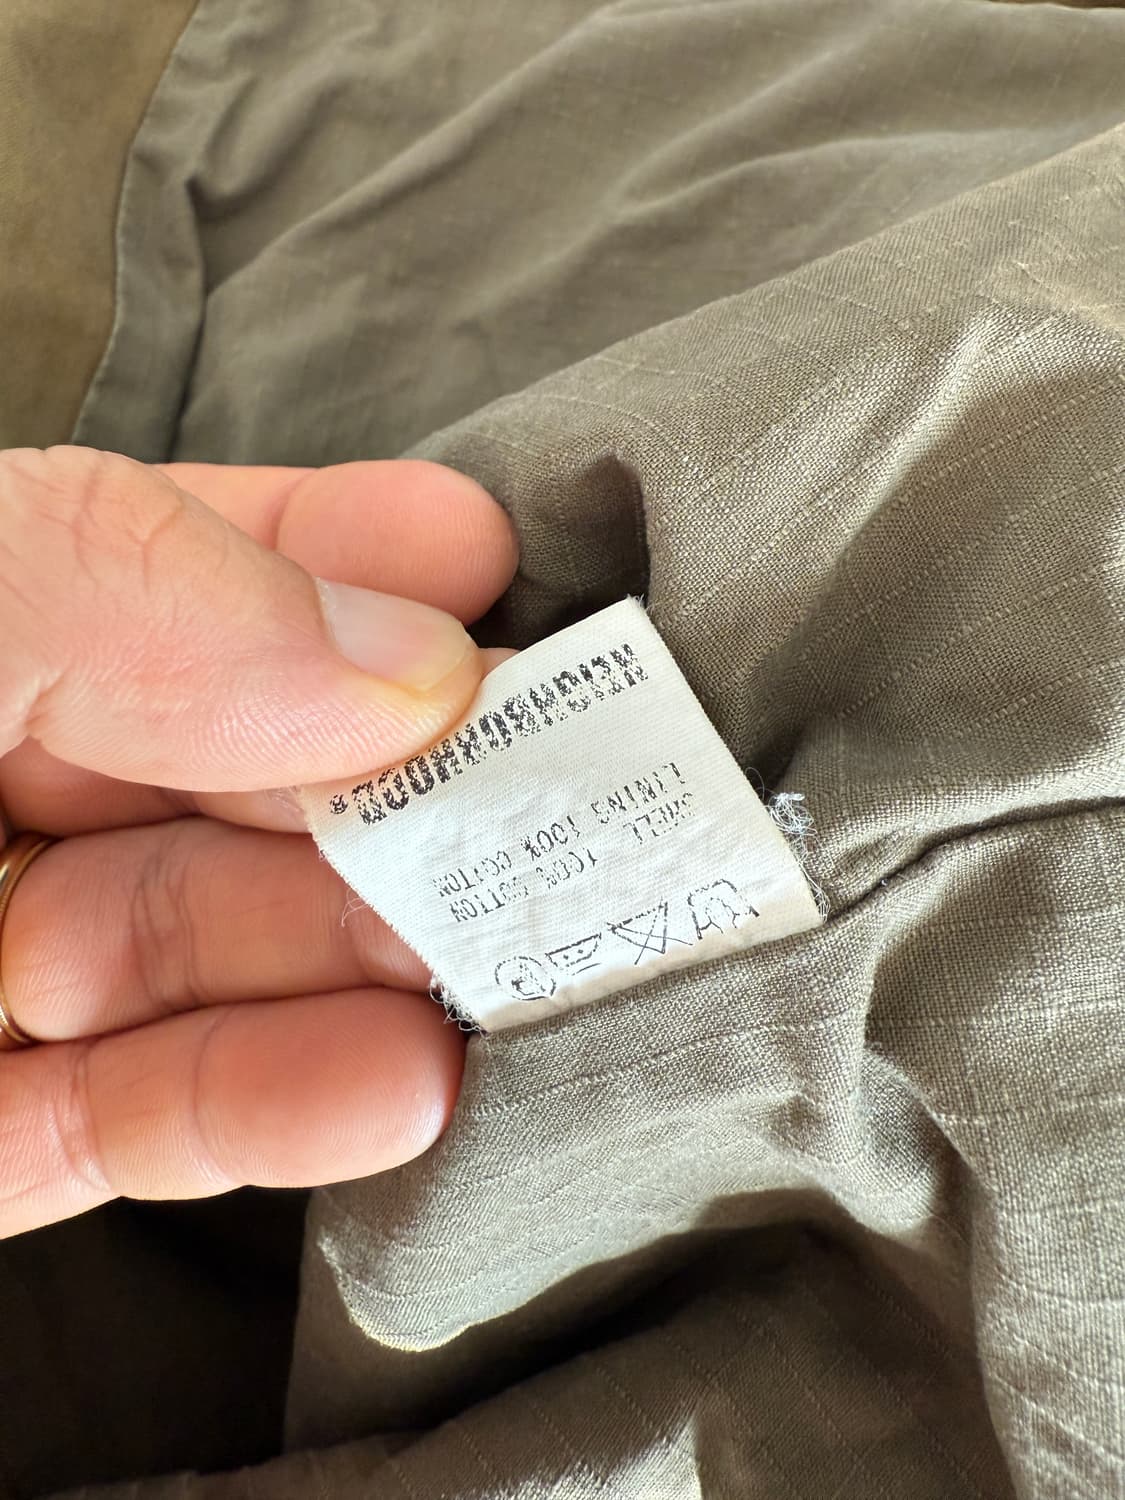 SHELL 100% COTTON
LINING 100% COTTON
NEIGHBORHOOD.®